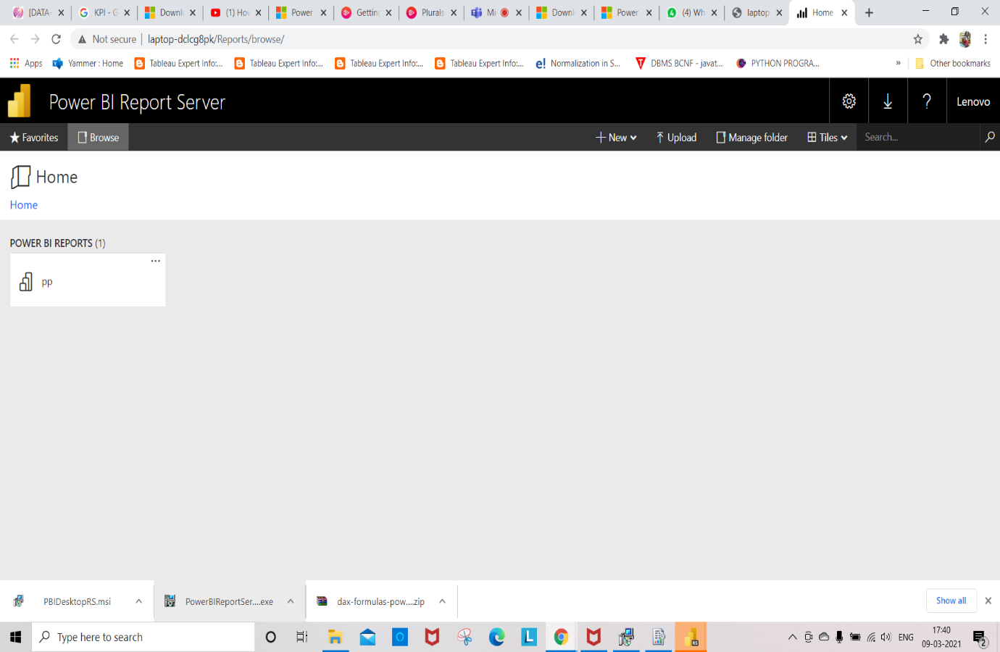 [DATA
KPI - G
Downl
(1) Hov
Power
Getting
Plurals
Mi
Downl
Power
(4) Wh
laptop
Home
Not secure
laptop-dclcg8pk/Reports/browse/
Apps
Yammer : Home
Tableau Expert Info:...
Tableau Expert Info:...
Tableau Expert Info:...
Tableau Expert Info:...
e! Normalization in S...
DBMS BCNF - javat...
PYTHON PROGRA...
»
Other bookmarks
Power BI Report Server
?
Lenovo
Favorites
Browse
New
Upload
Manage folder
Tiles
Search...
Home
Home
POWER BI REPORTS (1)
...
pp
PBIDesktopRS.msi
PowerBIReportSer....exe
dax-formulas-pow....zip
Show all
Type here to search
L
RS
ENG
17:40
09-03-2021
2